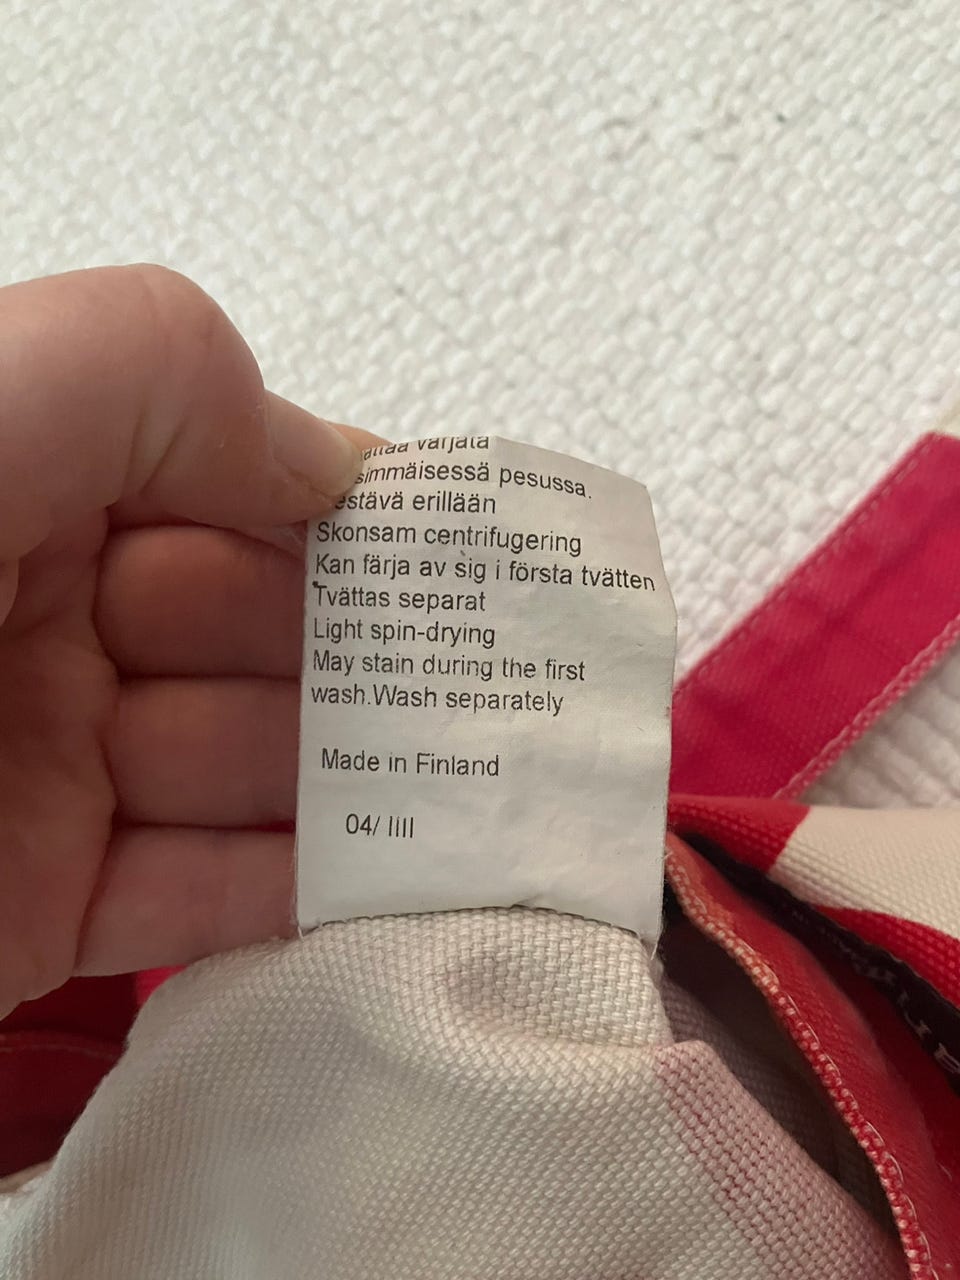 varjata
simmäisessä pesussa.
estävä erillään
Skonsam centrifugering
Kan färja av sig i första tvätten
Tvättas separat
Light spin-drying
May stain during the first
wash.Wash separately
Made in Finland
04/ IIII